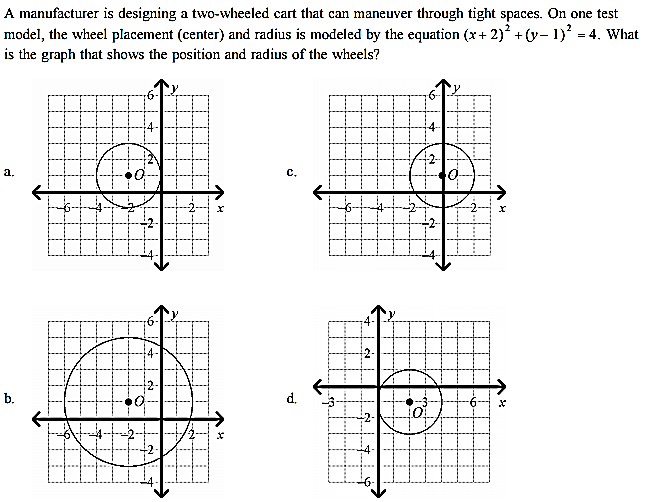 A manufacturer is designing a two-wheeled cart that can maneuver through tight spaces. On one test
model, the wheel placement (center) and radius is modeled by the equation (x + 2)² + (y − 1)² = 4. What
is the graph that shows the position and radius of the wheels?
a.
y
6
4
2
O
−6 −4 −2 2 x
−2
−4
c.
y
6
4
2
O
−6 −4 −2 2 x
−2
−4
b.
y
6
4
2
O
−6 −4 −2 2 x
−2
−4
d.
y
4
2
−3 3 6 x
O
−2
−4
−6